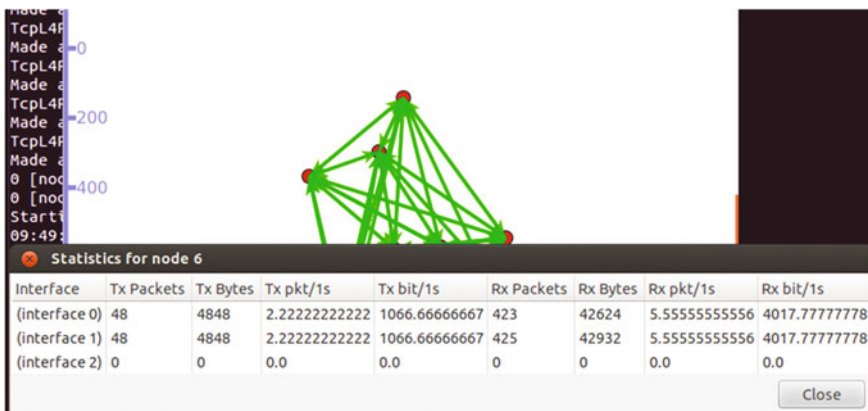 Made a
TcpL4P
Made a
TcpL4P
Made a
TcpL4P
Made a
TcpL4P
Made a
0 [nod
0 [nod
Starti
09:49:
0
200
400
Statistics for node 6
Interface Tx Packets Tx Bytes Tx pkt/1s Tx bit/1s Rx Packets Rx Bytes Rx pkt/1s Rx bit/1s
(interface 0) 48 4848 2.22222222222 1066.66666667 423 42624 5.55555555556 4017.77777778
(interface 1) 48 4848 2.22222222222 1066.66666667 425 42932 5.55555555556 4017.77777778
(interface 2) 0 0 0.0 0.0 0 0 0.0 0.0
Close